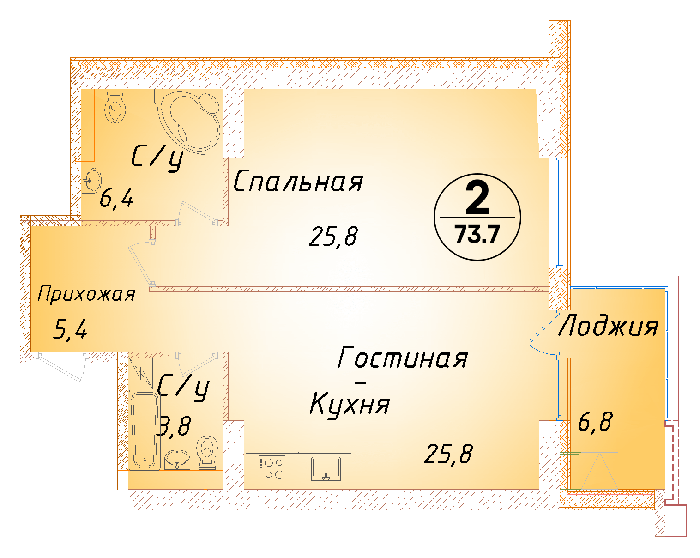 С/у
6,4
Спальная
25,8
2
73.7
Прихожая
5,4
Лоджия
6,8
Гостиная
–
Кухня
25,8
С/у
3,8